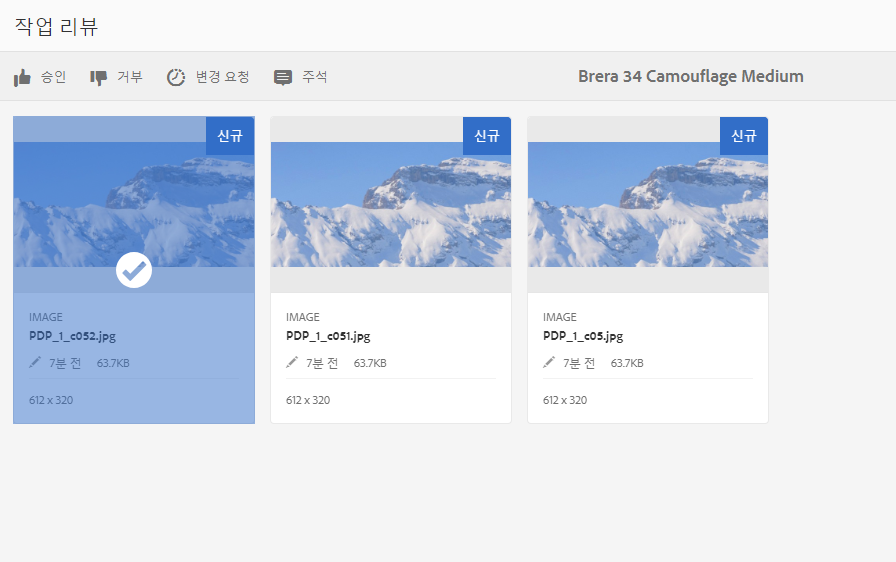 작업 리뷰
승인 거부 변경 요청 주석 Brera 34 Camouflage Medium
신규 신규 신규
IMAGE IMAGE IMAGE
PDP_1_c052.jpg PDP_1_c051.jpg PDP_1_c05.jpg
7분 전 63.7KB 7분 전 63.7KB 7분 전 63.7KB
612 x 320 612 x 320 612 x 320